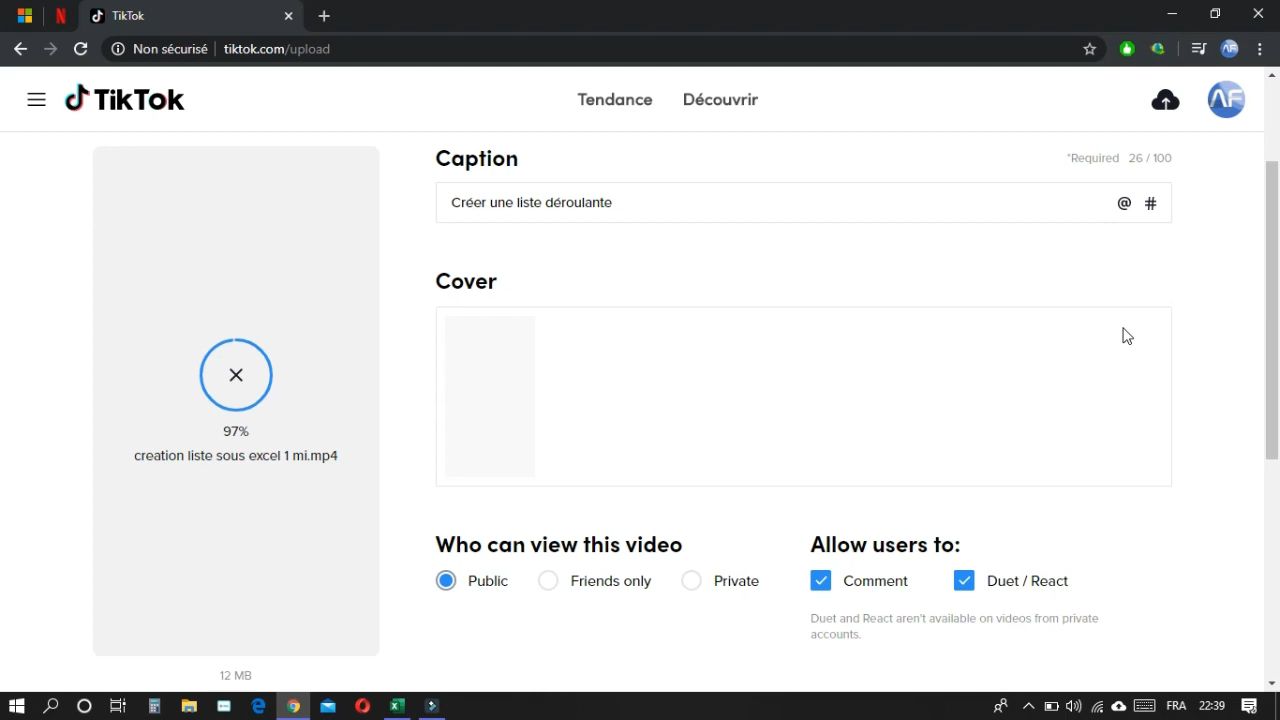 TikTok
Non sécurisé
tiktok.com/upload
AF
TikTok
Tendance
Découvrir
AF
Caption
*Required 26 / 100
Créer une liste déroulante
@ #
Cover
97%
creation liste sous excel 1 mi.mp4
12 MB
Who can view this video
Public
Friends only
Private
Allow users to:
Comment
Duet / React
Duet and React aren't available on videos from private
accounts.
FRA
22:39